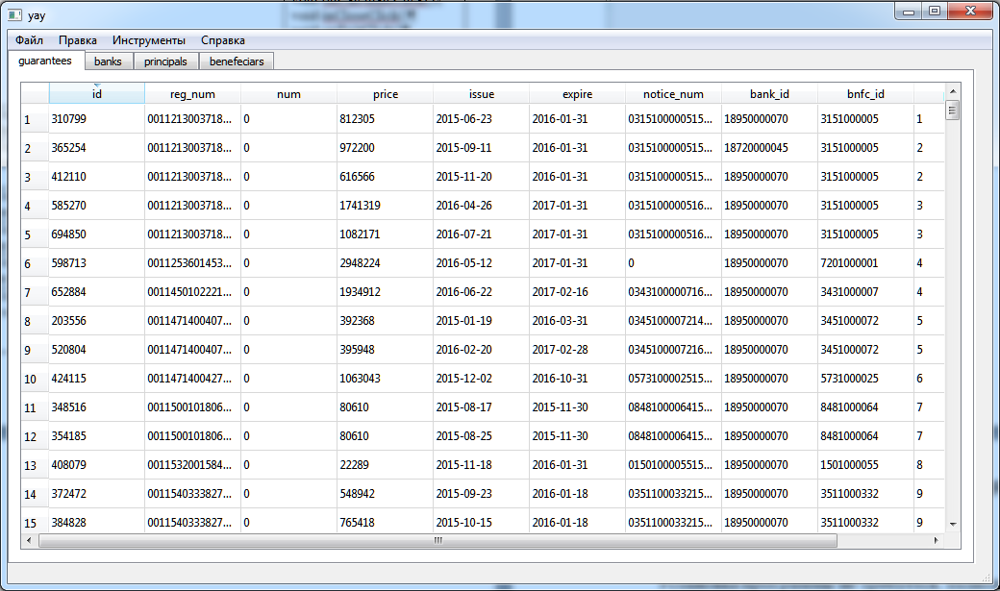 yay
Файл Правка Инструменты Справка
guarantees banks principals benefeciars
id reg_num num price issue expire notice_num bank_id bnfc_id
1 310799 0011213003718... 0 812305 2015-06-23 2016-01-31 0315100000515... 18950000070 3151000005 1
2 365254 0011213003718... 0 972200 2015-09-11 2016-01-31 0315100000515... 18720000045 3151000005 2
3 412110 0011213003718... 0 616566 2015-11-20 2016-01-31 0315100000515... 18950000070 3151000005 2
4 585270 0011213003718... 0 1741319 2016-04-26 2017-01-31 0315100000516... 18950000070 3151000005 3
5 694850 0011213003718... 0 1082171 2016-07-21 2017-01-31 0315100000516... 18950000070 3151000005 3
6 598713 0011253601453... 0 2948224 2016-05-12 2017-01-31 0 18950000070 7201000001 4
7 652884 0011450102221... 0 1934912 2016-06-22 2017-02-16 0343100000716... 18950000070 3431000007 4
8 203556 0011471400407... 0 392368 2015-01-19 2016-03-31 0345100007214... 18950000070 3451000072 5
9 520804 0011471400407... 0 395948 2016-02-20 2017-02-28 0345100007216... 18950000070 3451000072 5
10 424115 0011471400427... 0 1063043 2015-12-02 2016-10-31 0573100002515... 18950000070 5731000025 6
11 348516 0011500101806... 0 80610 2015-08-17 2015-11-30 0848100006415... 18950000070 8481000064 7
12 354185 0011500101806... 0 80610 2015-08-25 2015-11-30 0848100006415... 18950000070 8481000064 7
13 408079 0011532001584... 0 22289 2015-11-18 2016-01-31 0150100005515... 18950000070 1501000055 8
14 372472 0011540333827... 0 548942 2015-09-23 2016-01-18 0351100033215... 18950000070 3511000332 9
15 384828 0011540333827... 0 765418 2015-10-15 2016-01-18 0351100033215... 18950000070 3511000332 9